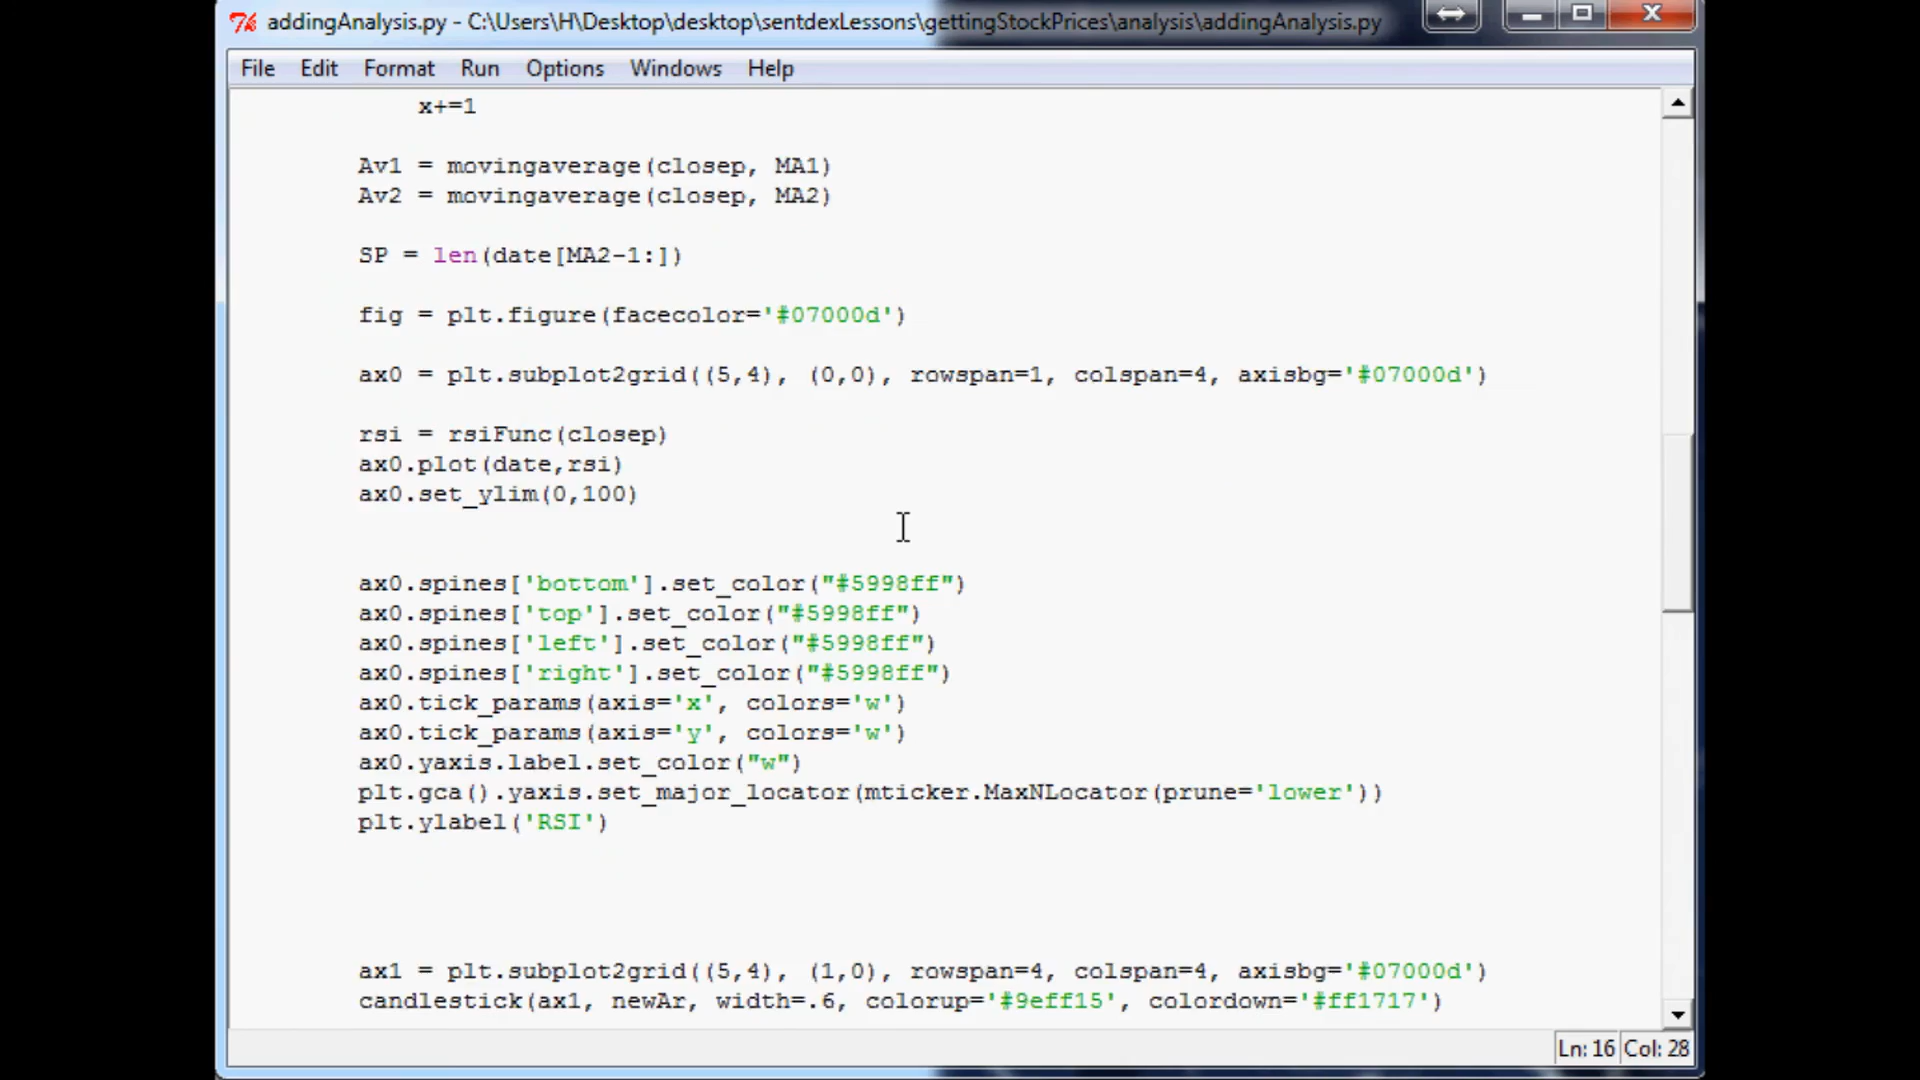 addingAnalysis.py - C:\Users\H\Desktop\desktop\sentdexLessons\gettingStockPrices\analysis\addingAnalysis.py
File Edit Format Run Options Windows Help
x+=1
Av1 = movingaverage(closep, MA1)
Av2 = movingaverage(closep, MA2)
SP = len(date[MA2-1:])
fig = plt.figure(facecolor='#07000d')
ax0 = plt.subplot2grid((5,4), (0,0), rowspan=1, colspan=4, axisbg='#07000d')
rsi = rsiFunc(closep)
ax0.plot(date,rsi)
ax0.set_ylim(0,100)
ax0.spines['bottom'].set_color("#5998ff")
ax0.spines['top'].set_color("#5998ff")
ax0.spines['left'].set_color("#5998ff")
ax0.spines['right'].set_color("#5998ff")
ax0.tick_params(axis='x', colors='w')
ax0.tick_params(axis='y', colors='w')
ax0.yaxis.label.set_color("w")
plt.gca().yaxis.set_major_locator(mticker.MaxNLocator(prune='lower'))
plt.ylabel('RSI')
ax1 = plt.subplot2grid((5,4), (1,0), rowspan=4, colspan=4, axisbg='#07000d')
candlestick(ax1, newAr, width=.6, colorup='#9eff15', colordown='#ff1717')
Ln: 16 Col: 28